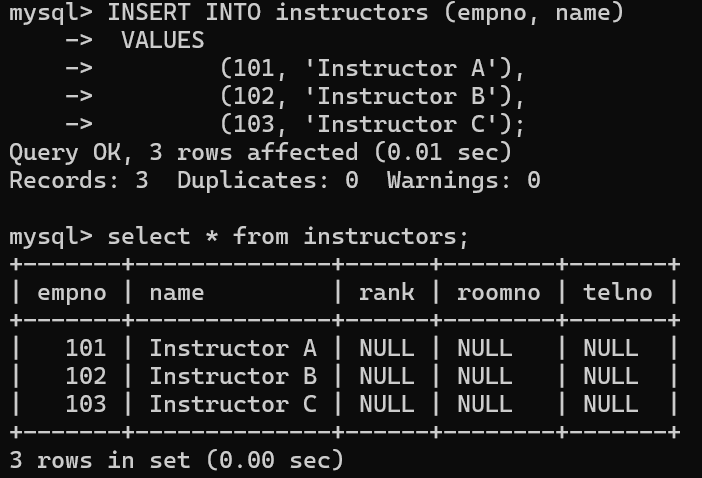 mysql> INSERT INTO instructors (empno, name)
    ->  VALUES
    ->         (101, 'Instructor A'),
    ->         (102, 'Instructor B'),
    ->         (103, 'Instructor C');
Query OK, 3 rows affected (0.01 sec)
Records: 3  Duplicates: 0  Warnings: 0

mysql> select * from instructors;
+-------+--------------+------+--------+-------+
| empno | name         | rank | roomno | telno |
+-------+--------------+------+--------+-------+
|   101 | Instructor A | NULL | NULL   | NULL  |
|   102 | Instructor B | NULL | NULL   | NULL  |
|   103 | Instructor C | NULL | NULL   | NULL  |
+-------+--------------+------+--------+-------+
3 rows in set (0.00 sec)